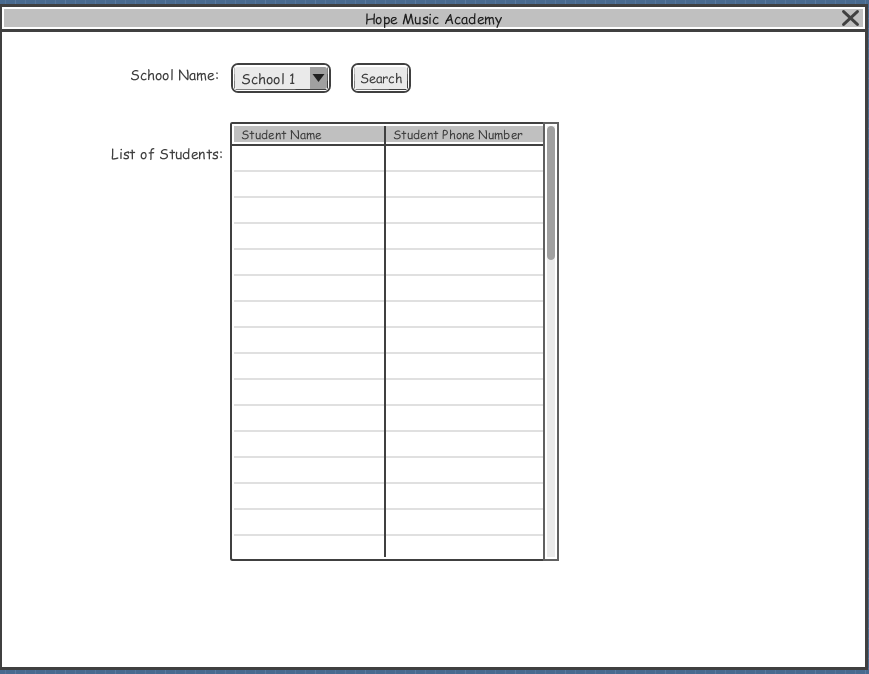 Hope Music Academy
School Name: School 1 Search
Student Name Student Phone Number
List of Students: